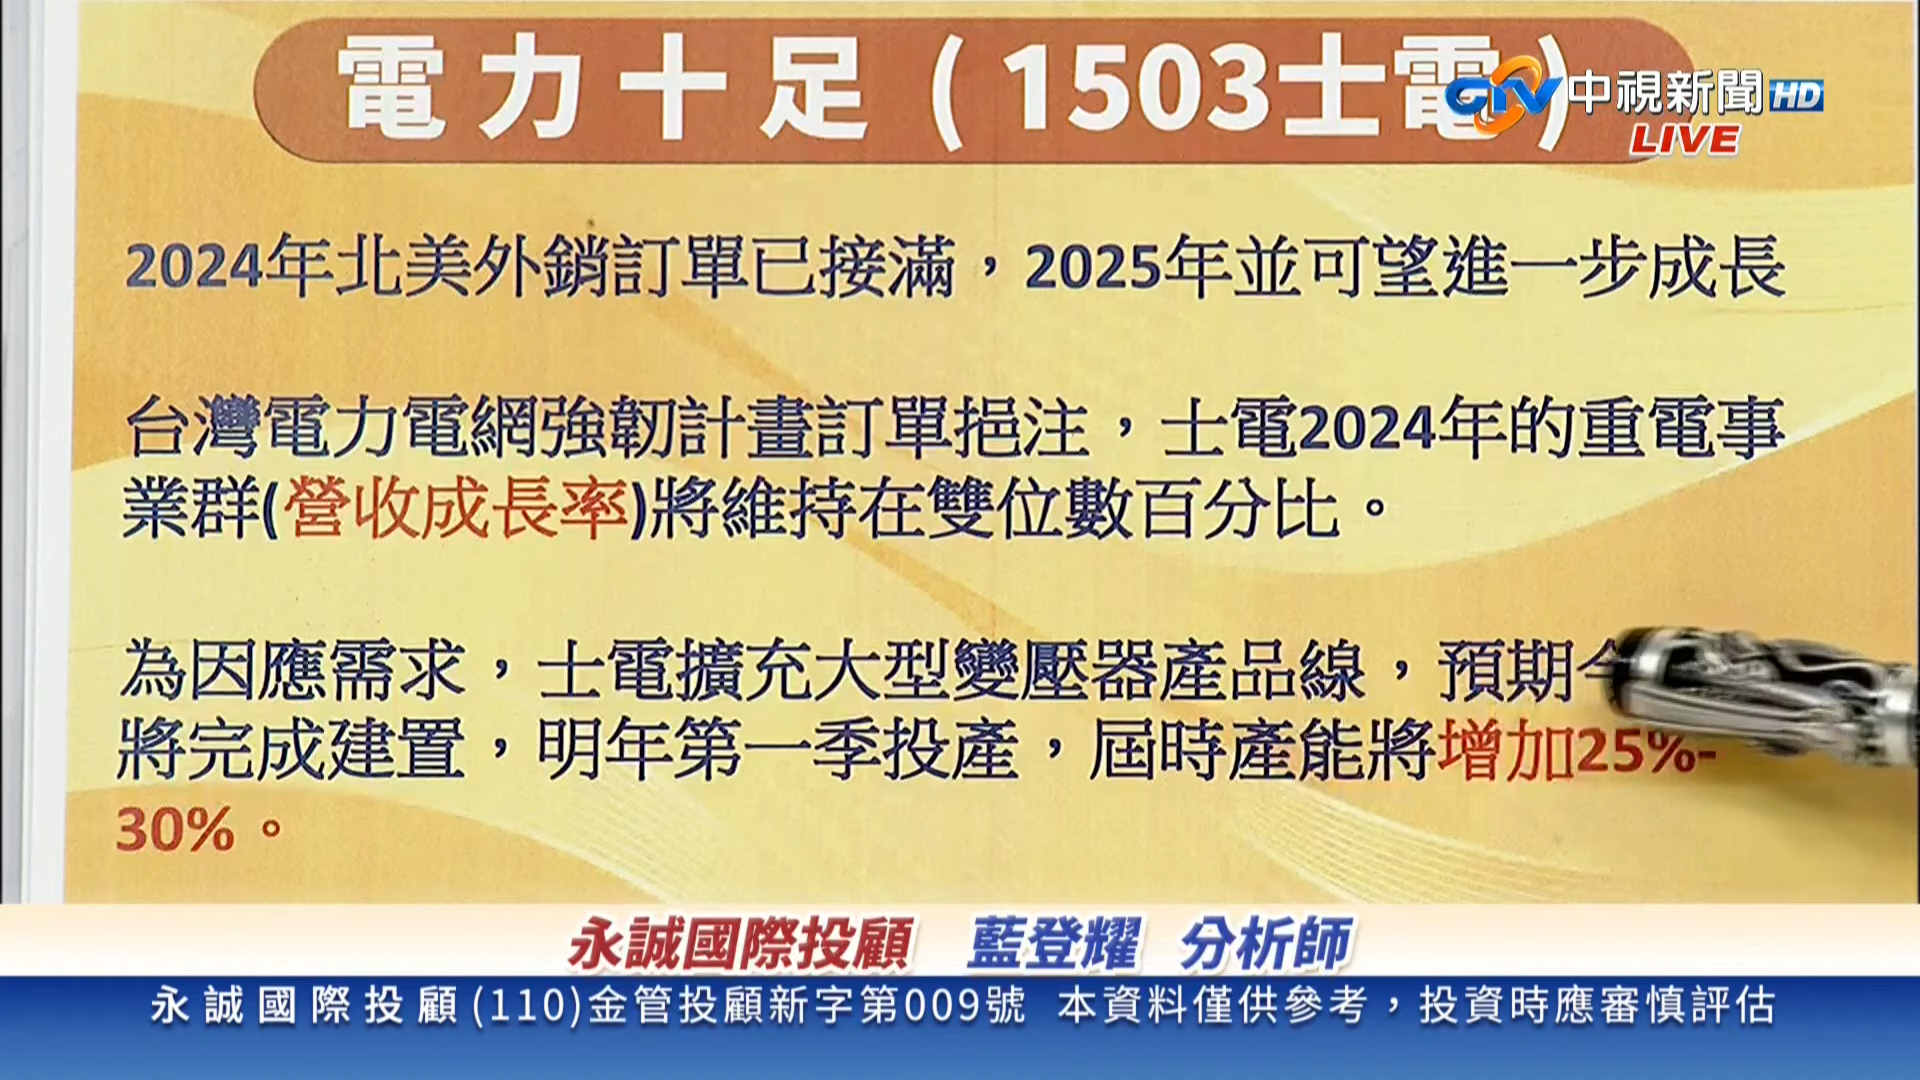 電力十足(1503士電)
CTV中視新聞HD
LIVE
2024年北美外銷訂單已接滿，2025年並可望進一步成長
台灣電力電網強韌計畫訂單挹注，士電2024年的重電事
業群(營收成長率)將維持在雙位數百分比。
為因應需求，士電擴充大型變壓器產品線，預期
將完成建置，明年第一季投產，屆時產能將增加25%-
30%。
永誠國際投顧 藍登耀 分析師
永誠國際投顧(110)金管投顧新字第009號 本資料僅供參考，投資時應審慎評估